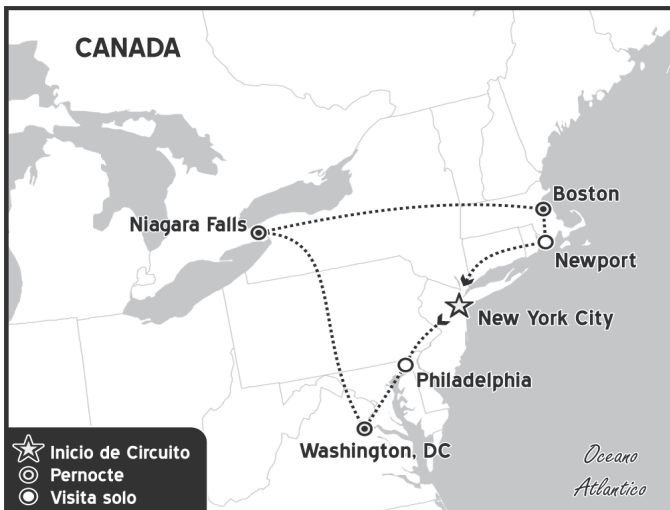 CANADA
Boston
Niagara Falls
Newport
New York City
Philadelphia
Washington, DC
Inicio de Circuito
Pernocte
Visita solo
Oceano
Atlantico